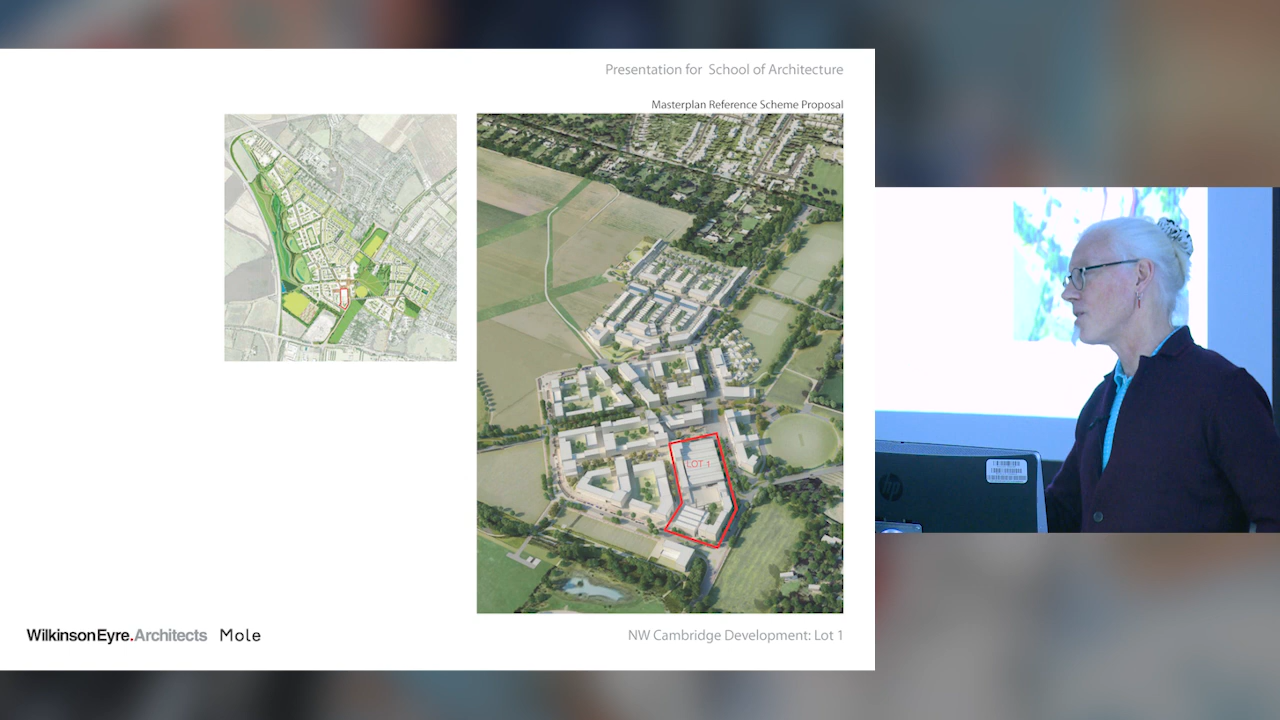 Presentation for School of Architecture
Masterplan Reference Scheme Proposal
LOT 1
WilkinsonEyre.Architects Mole
NW Cambridge Development: Lot 1
hp